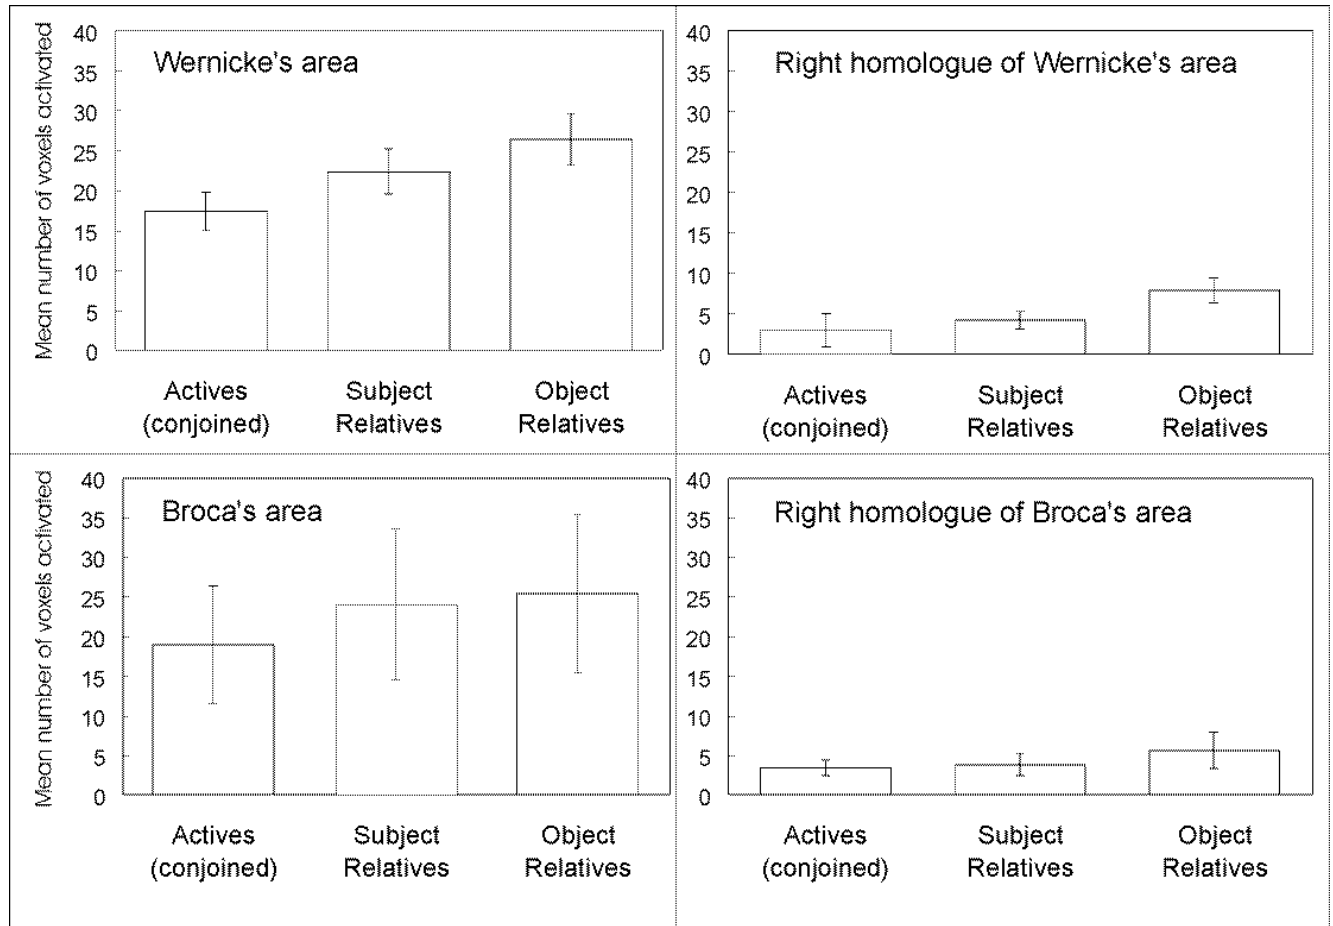 Mean number of voxels activated
40
35
30
25
20
15
10
5
0
Wernicke's area
Actives
(conjoined)
Subject
Relatives
Object
Relatives
40
35
30
25
20
15
10
5
0
Right homologue of Wernicke's area
Actives
(conjoined)
Subject
Relatives
Object
Relatives
Mean number of voxels activated
40
35
30
25
20
15
10
5
0
Broca's area
Actives
(conjoined)
Subject
Relatives
Object
Relatives
40
35
30
25
20
15
10
5
0
Right homologue of Broca's area
Actives
(conjoined)
Subject
Relatives
Object
Relatives